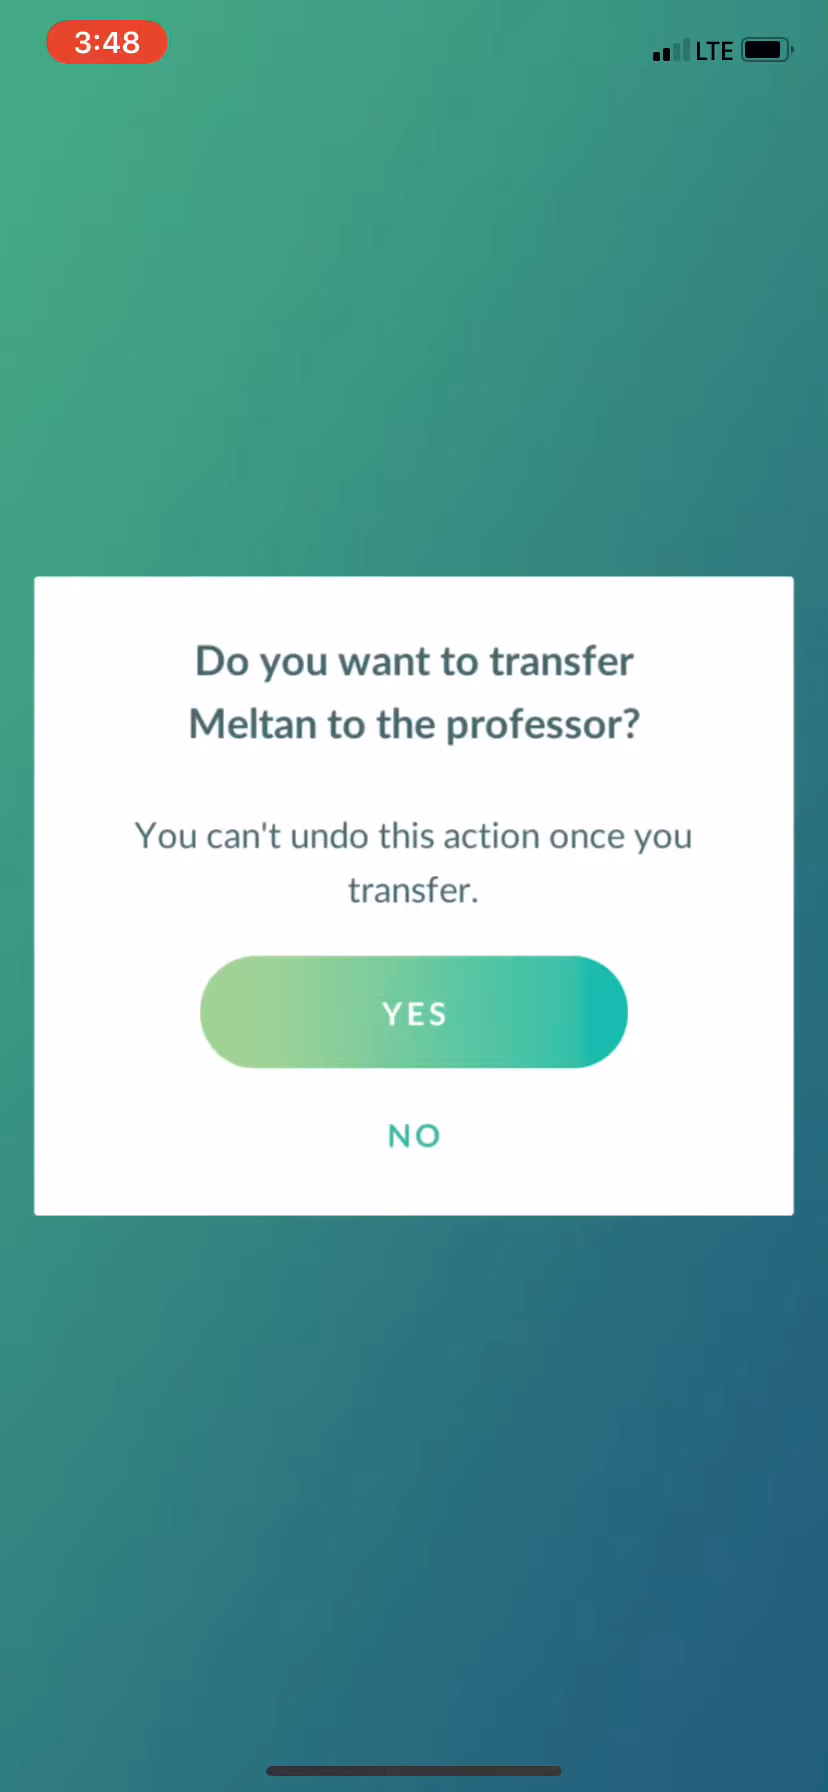 3:48
LTE
Do you want to transfer
Meltan to the professor?
You can't undo this action once you
transfer.
YES
NO